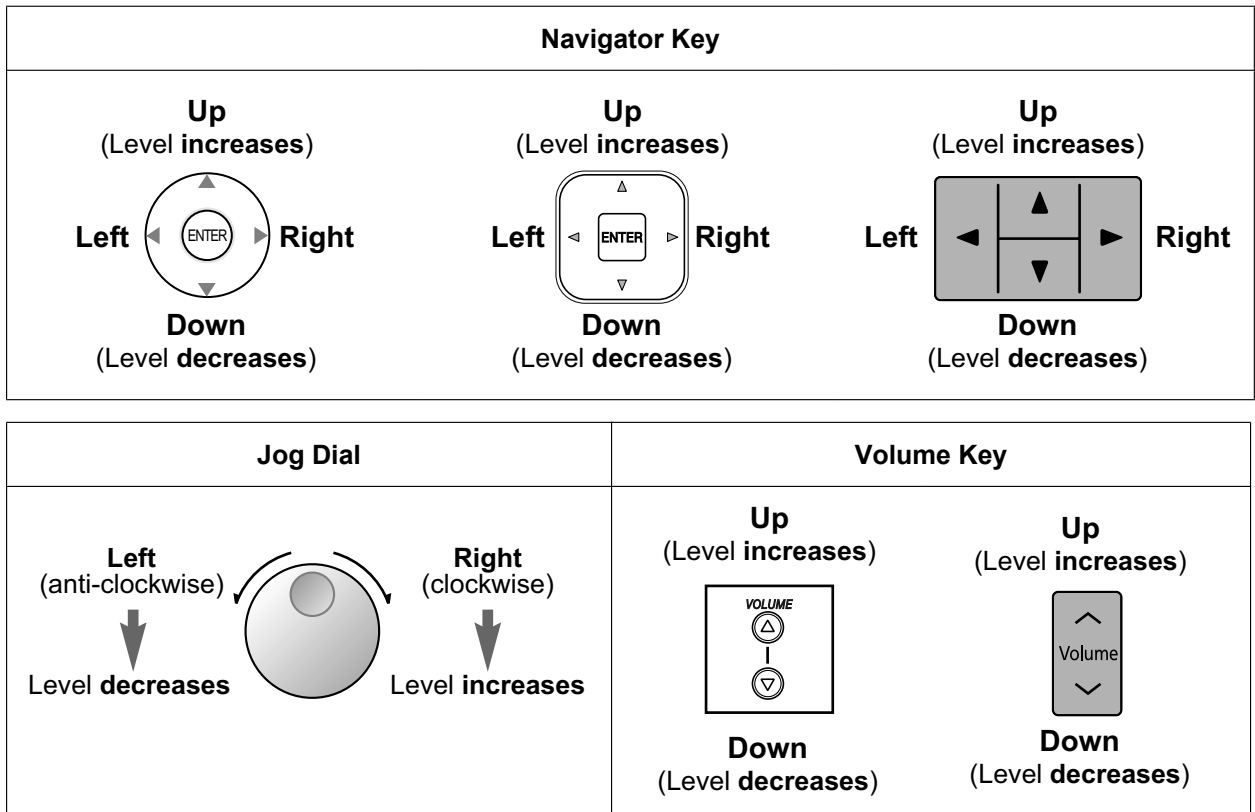 Navigator Key
Up
(Level increases)
Left
ENTER
Right
Down
(Level decreases)
Up
(Level increases)
Left
ENTER
Right
Down
(Level decreases)
Up
(Level increases)
Left
Right
Down
(Level decreases)
Jog Dial
Left
(anti-clockwise)
Level decreases
Right
(clockwise)
Level increases
Volume Key
Up
(Level increases)
VOLUME
Down
(Level decreases)
Up
(Level increases)
Volume
Down
(Level decreases)